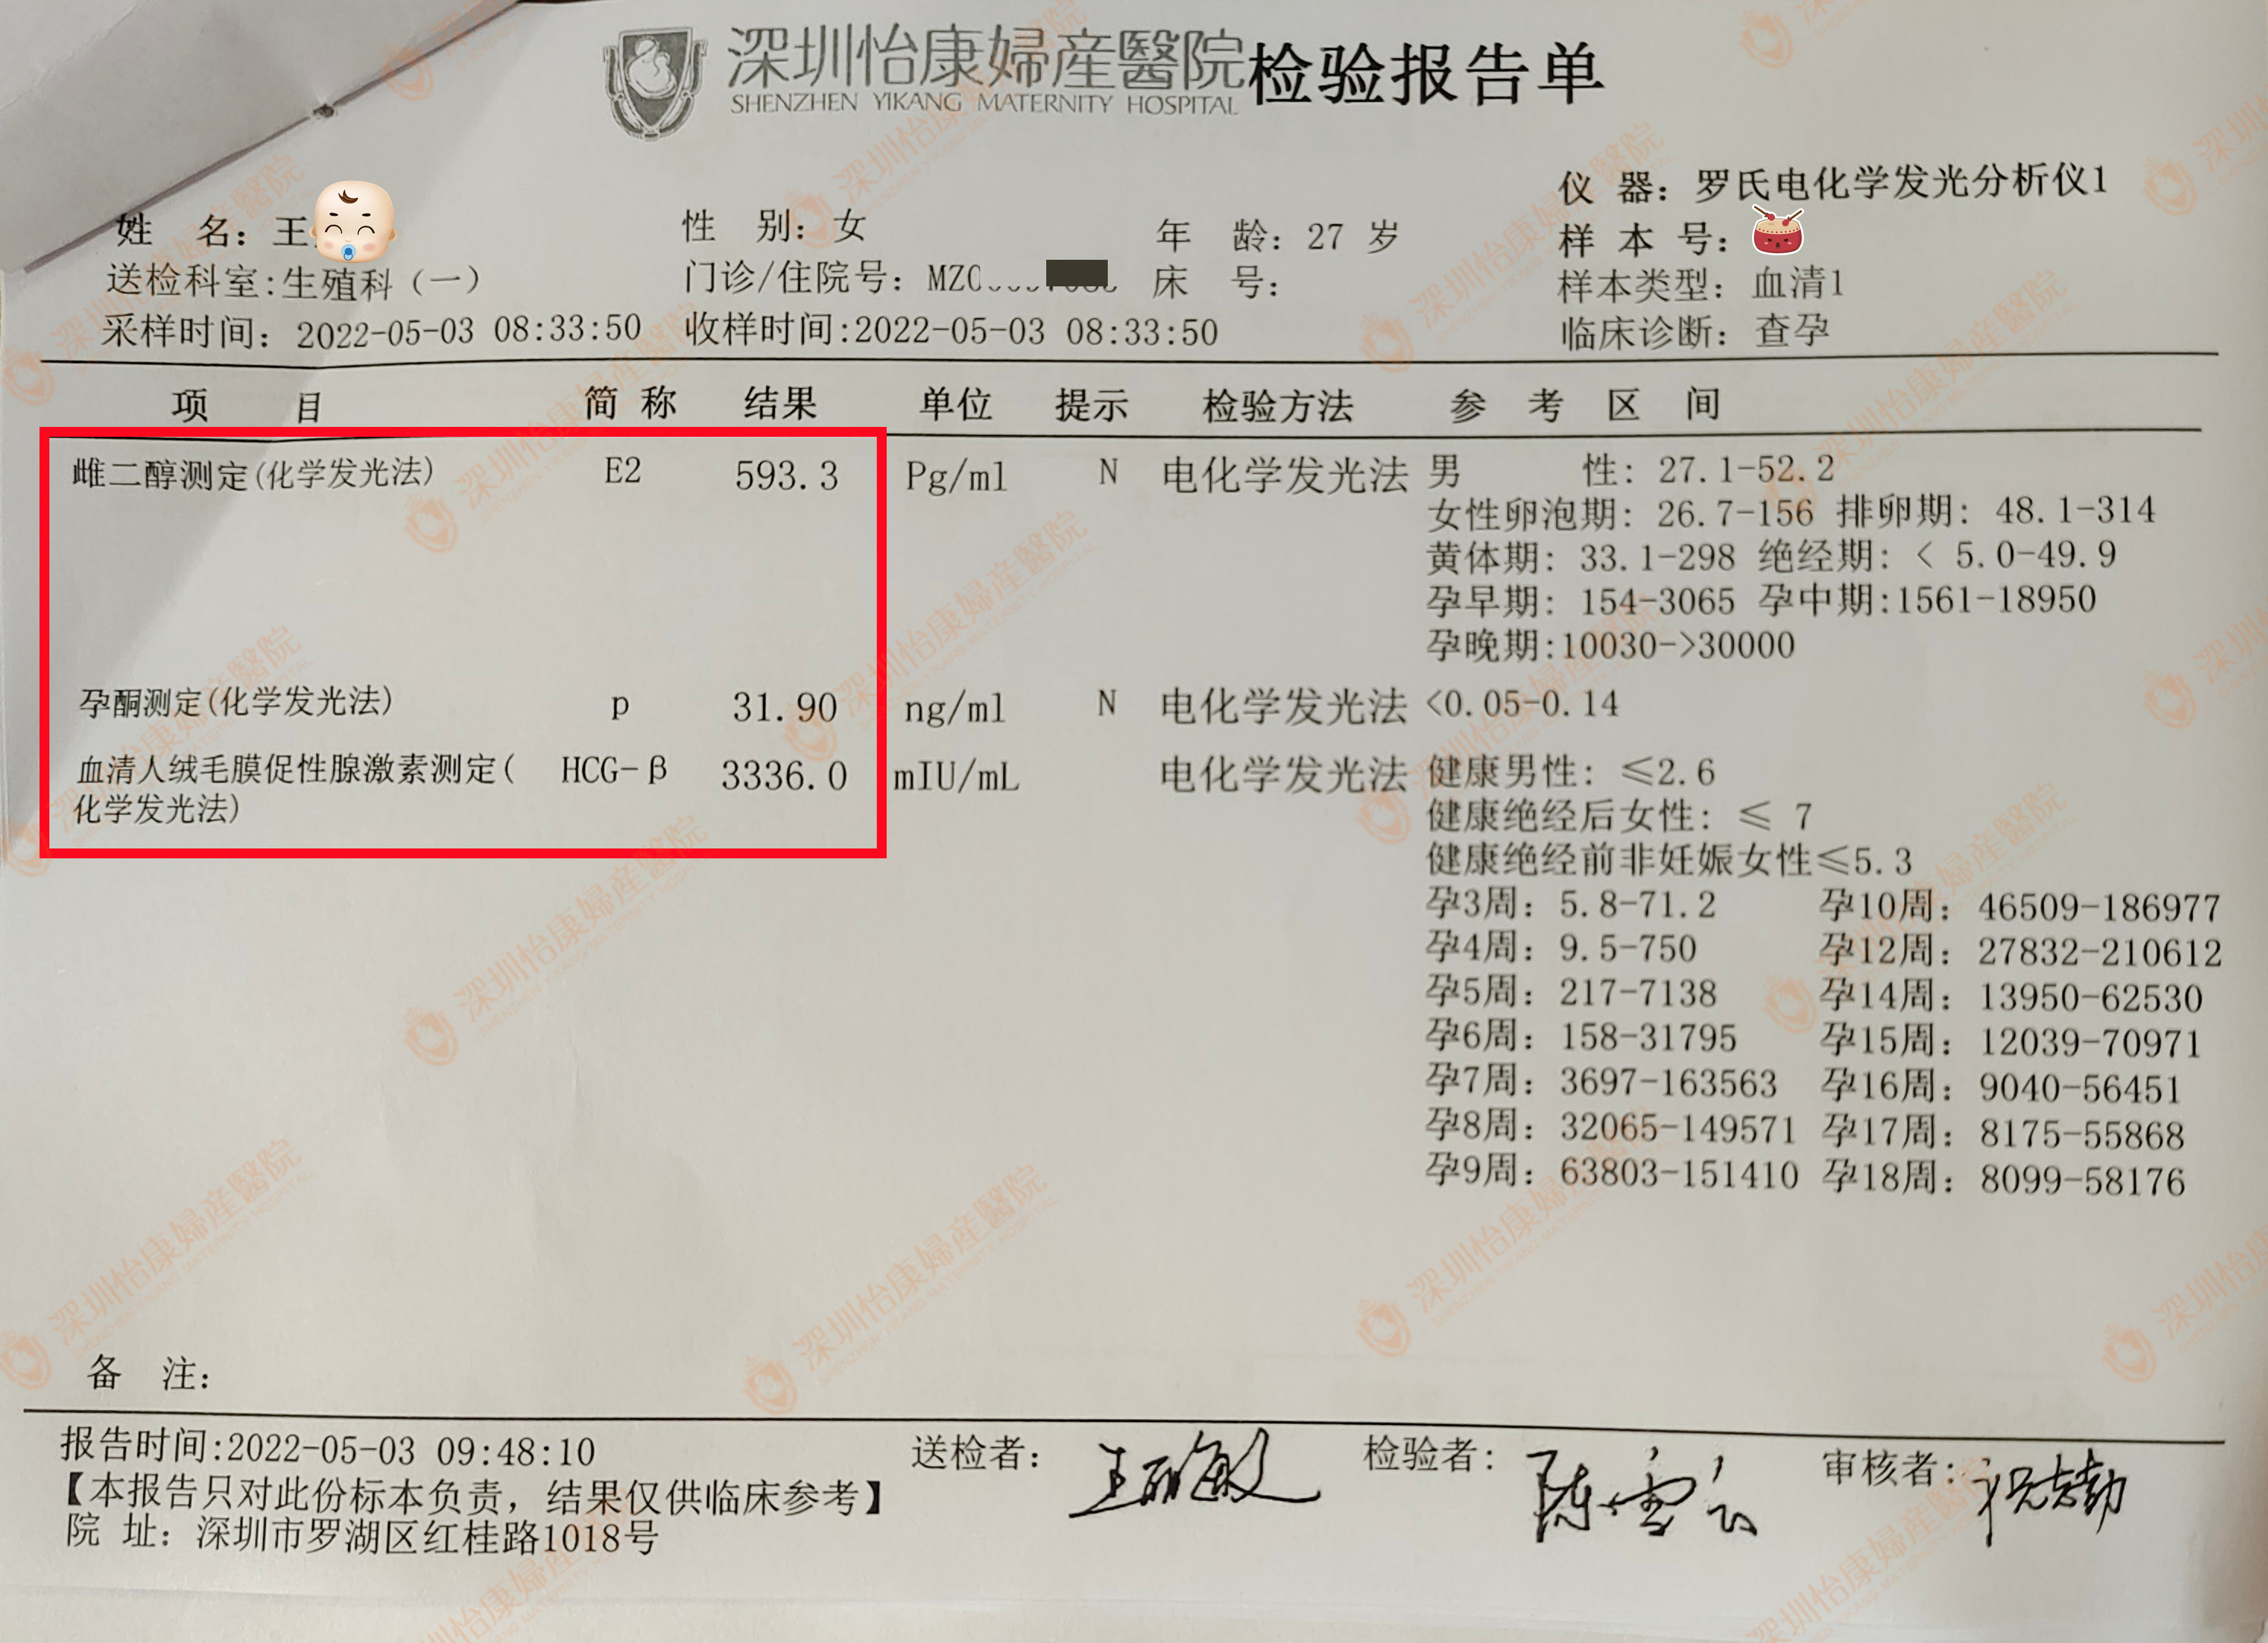 深圳怡康婦産醫院检验报告单
SHENZHEN YIKANG MATERNITY HOSPITAL
仪 器：罗氏电化学发光分析仪1
姓 名：王 性 别：女 年 龄：27 岁 样 本 号：
送检科室:生殖科（一） 门诊/住院号：床 号： 样本类型：血清1
采样时间：2022-05-03 08:33:50 收样时间:2022-05-03 08:33:50 临床诊断：查孕
项 目 简 称 结果 单位 提示 检验方法 参 考 区 间
雌二醇测定(化学发光法) E2 593.3 Pg/ml N 电化学发光法 男 性：27.1-52.2
女性卵泡期：26.7-156 排卵期：48.1-314
黄体期：33.1-298 绝经期：< 5.0-49.9
孕早期：154-3065 孕中期:1561-18950
孕晚期:10030->30000
孕酮测定(化学发光法) p 31.90 ng/ml N 电化学发光法 <0.05-0.14
血清人绒毛膜促性腺激素测定( HCG-β 3336.0 mIU/mL 电化学发光法 健康男性：≤2.6
化学发光法) 健康绝经后女性：≤ 7
健康绝经前非妊娠女性≤5.3
孕3周：5.8-71.2 孕10周：46509-186977
孕4周：9.5-750 孕12周：27832-210612
孕5周：217-7138 孕14周：13950-62530
孕6周：158-31795 孕15周：12039-70971
孕7周：3697-163563 孕16周：9040-56451
孕8周：32065-149571 孕17周：8175-55868
孕9周：63803-151410 孕18周：8099-58176
备 注：
报告时间:2022-05-03 09:48:10 送检者： 检验者： 审核者：
【本报告只对此份标本负责，结果仅供临床参考】
院 址：深圳市罗湖区红桂路1018号